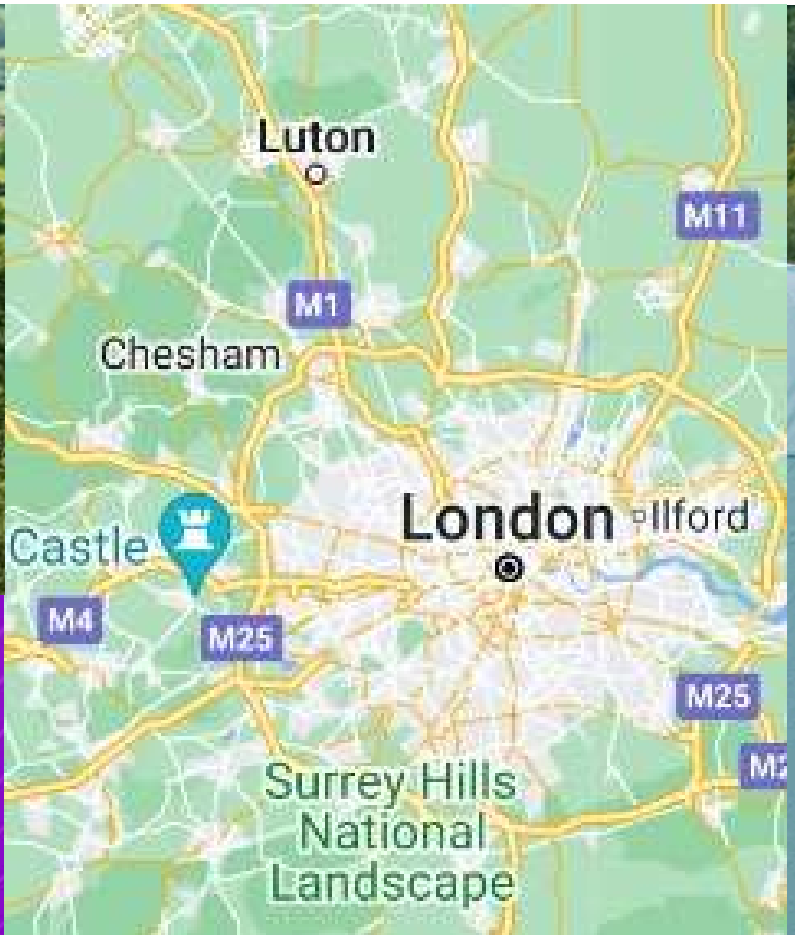 Luton
M11
M1
Chesham
London
Ilford
Castle
M4
M25
M25
Surrey Hills
National
Landscape